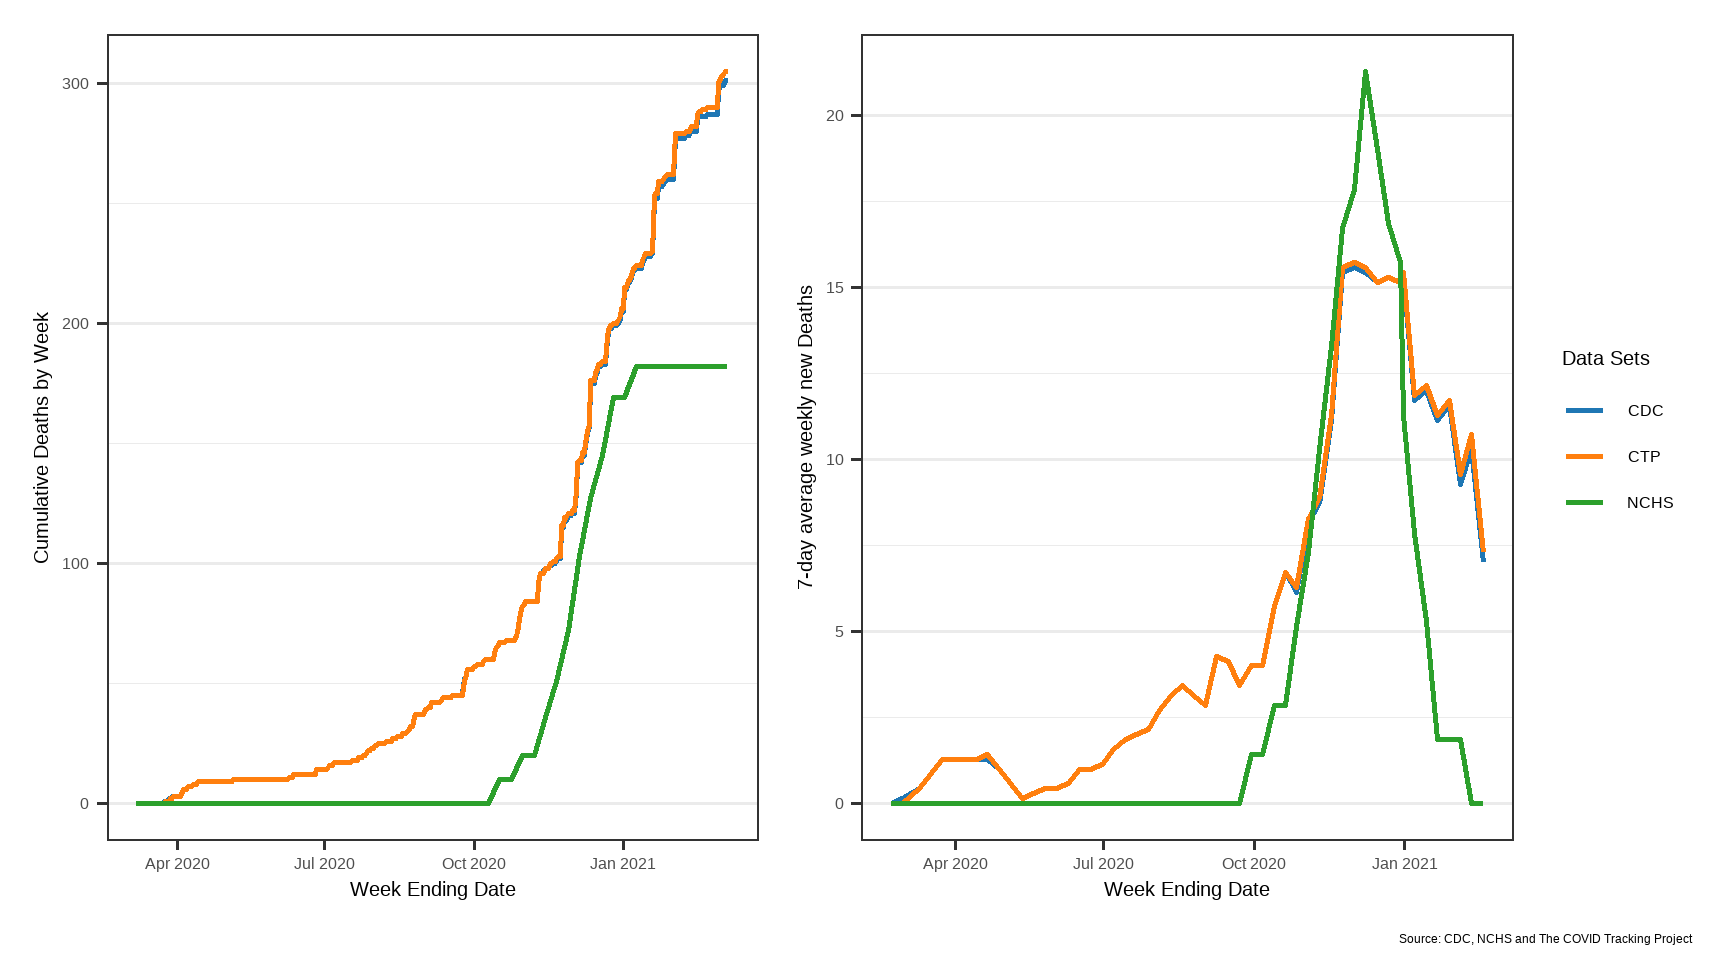 Cumulative Deaths by Week
300
200
100
0
Apr 2020
Jul 2020
Oct 2020
Jan 2021
Week Ending Date
7-day average weekly new Deaths
20
15
10
5
0
Apr 2020
Jul 2020
Oct 2020
Jan 2021
Week Ending Date
Data Sets
CDC
CTP
NCHS
Source: CDC, NCHS and The COVID Tracking Project